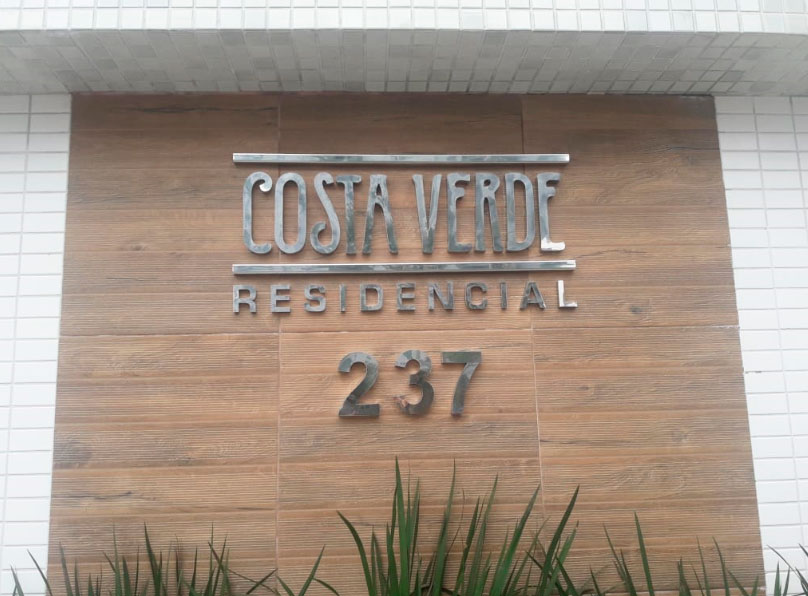 COSTA VERDE
RESIDENCIAL
237